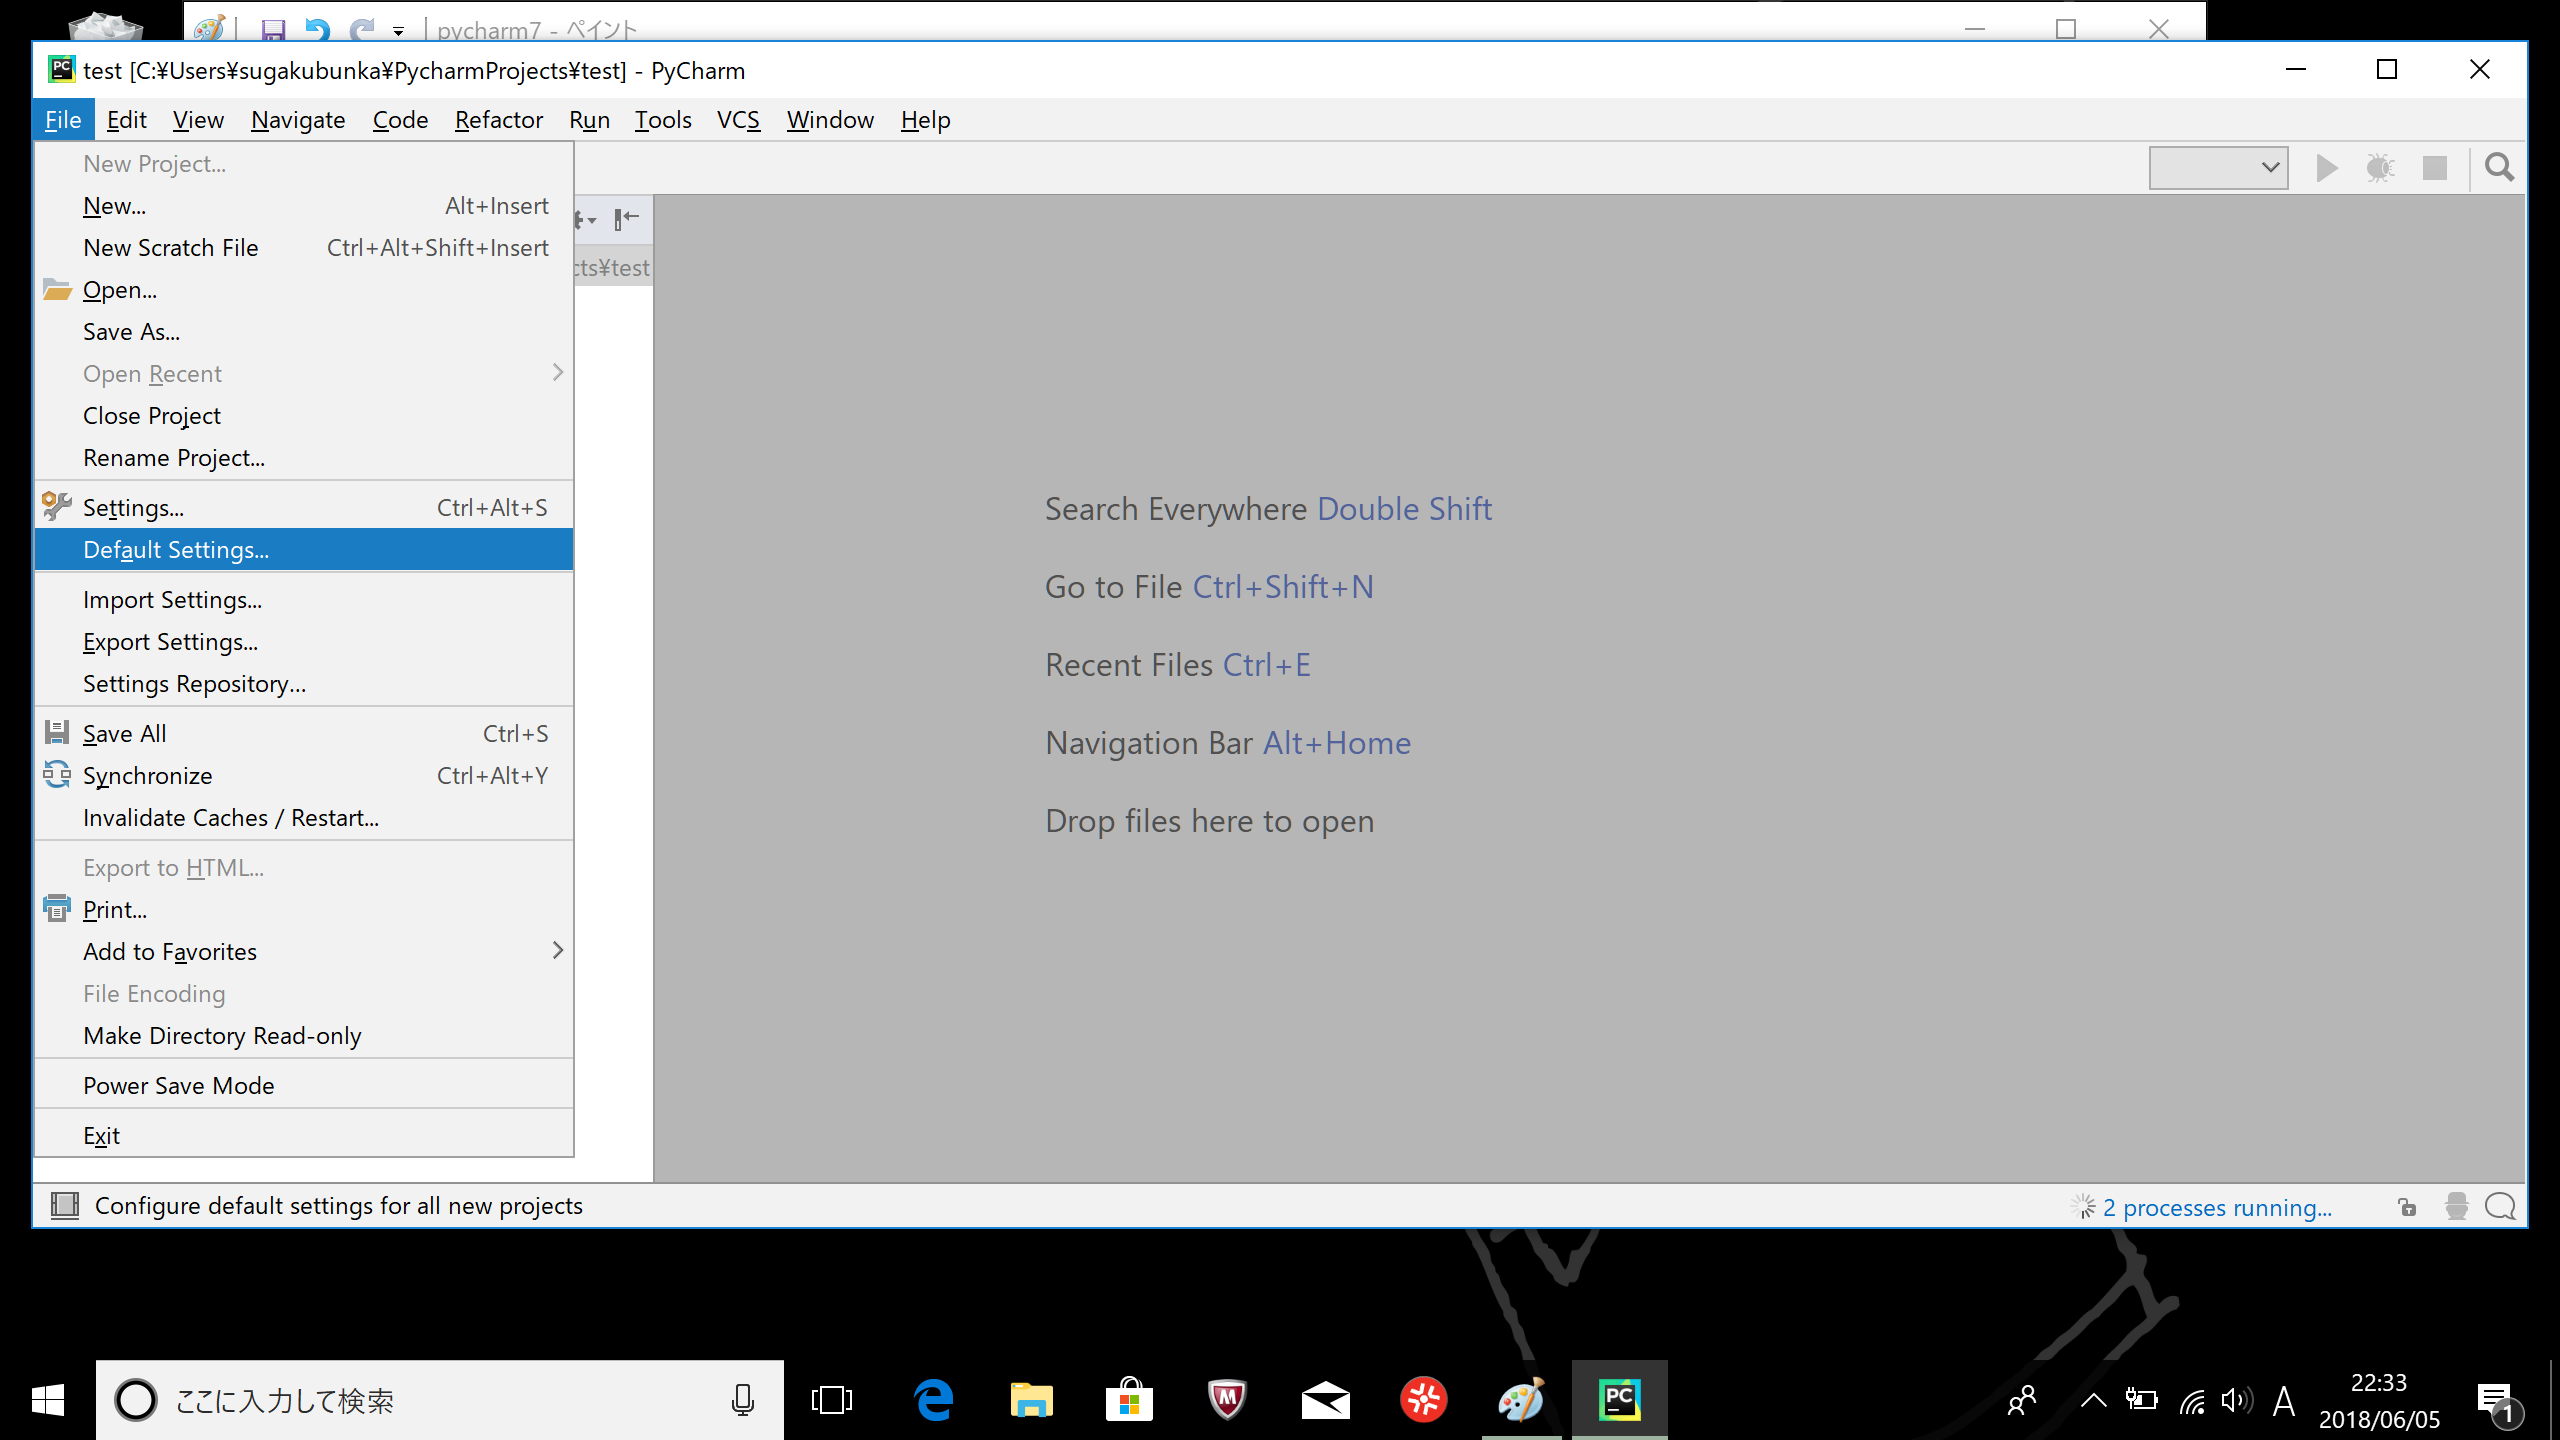 pycharm7 - ペイント
PC test [C:¥Users¥sugakubunka¥PycharmProjects¥test] - PyCharm
File Edit View Navigate Code Refactor Run Tools VCS Window Help
New Project...
New... Alt+Insert
New Scratch File Ctrl+Alt+Shift+Insert
cts¥test
Open...
Save As...
Open Recent
Close Project
Rename Project...
Settings... Ctrl+Alt+S
Default Settings...
Import Settings...
Export Settings...
Settings Repository...
Save All Ctrl+S
Synchronize Ctrl+Alt+Y
Invalidate Caches / Restart...
Export to HTML...
Print...
Add to Favorites
File Encoding
Make Directory Read-only
Power Save Mode
Exit
Search Everywhere Double Shift
Go to File Ctrl+Shift+N
Recent Files Ctrl+E
Navigation Bar Alt+Home
Drop files here to open
Configure default settings for all new projects
2 processes running...
ここに入力して検索
PC
A
22:33
2018/06/05
1